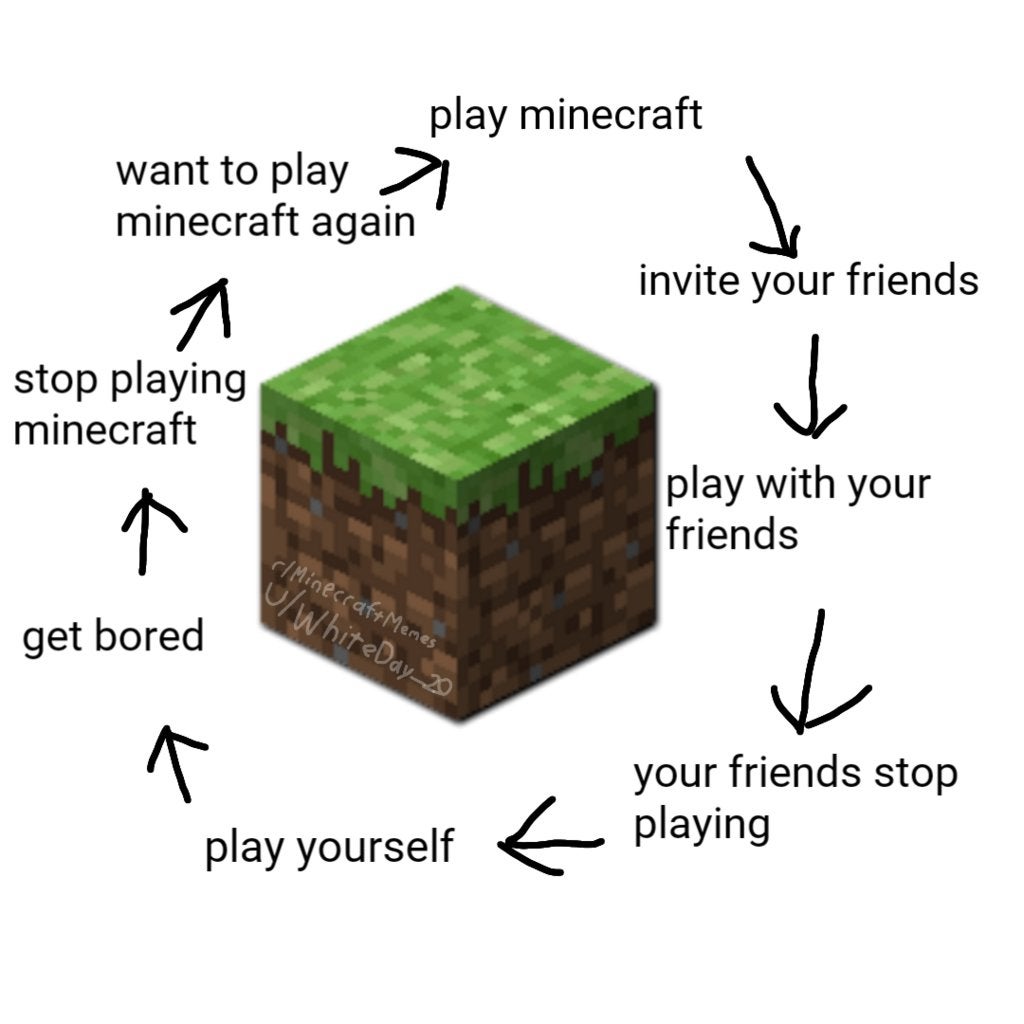 play minecraft
want to play
minecraft again
invite your friends
stop playing
minecraft
play with your
friends
r/MinecraftMemes
U/WhiteDay_20
get bored
your friends stop
playing
play yourself